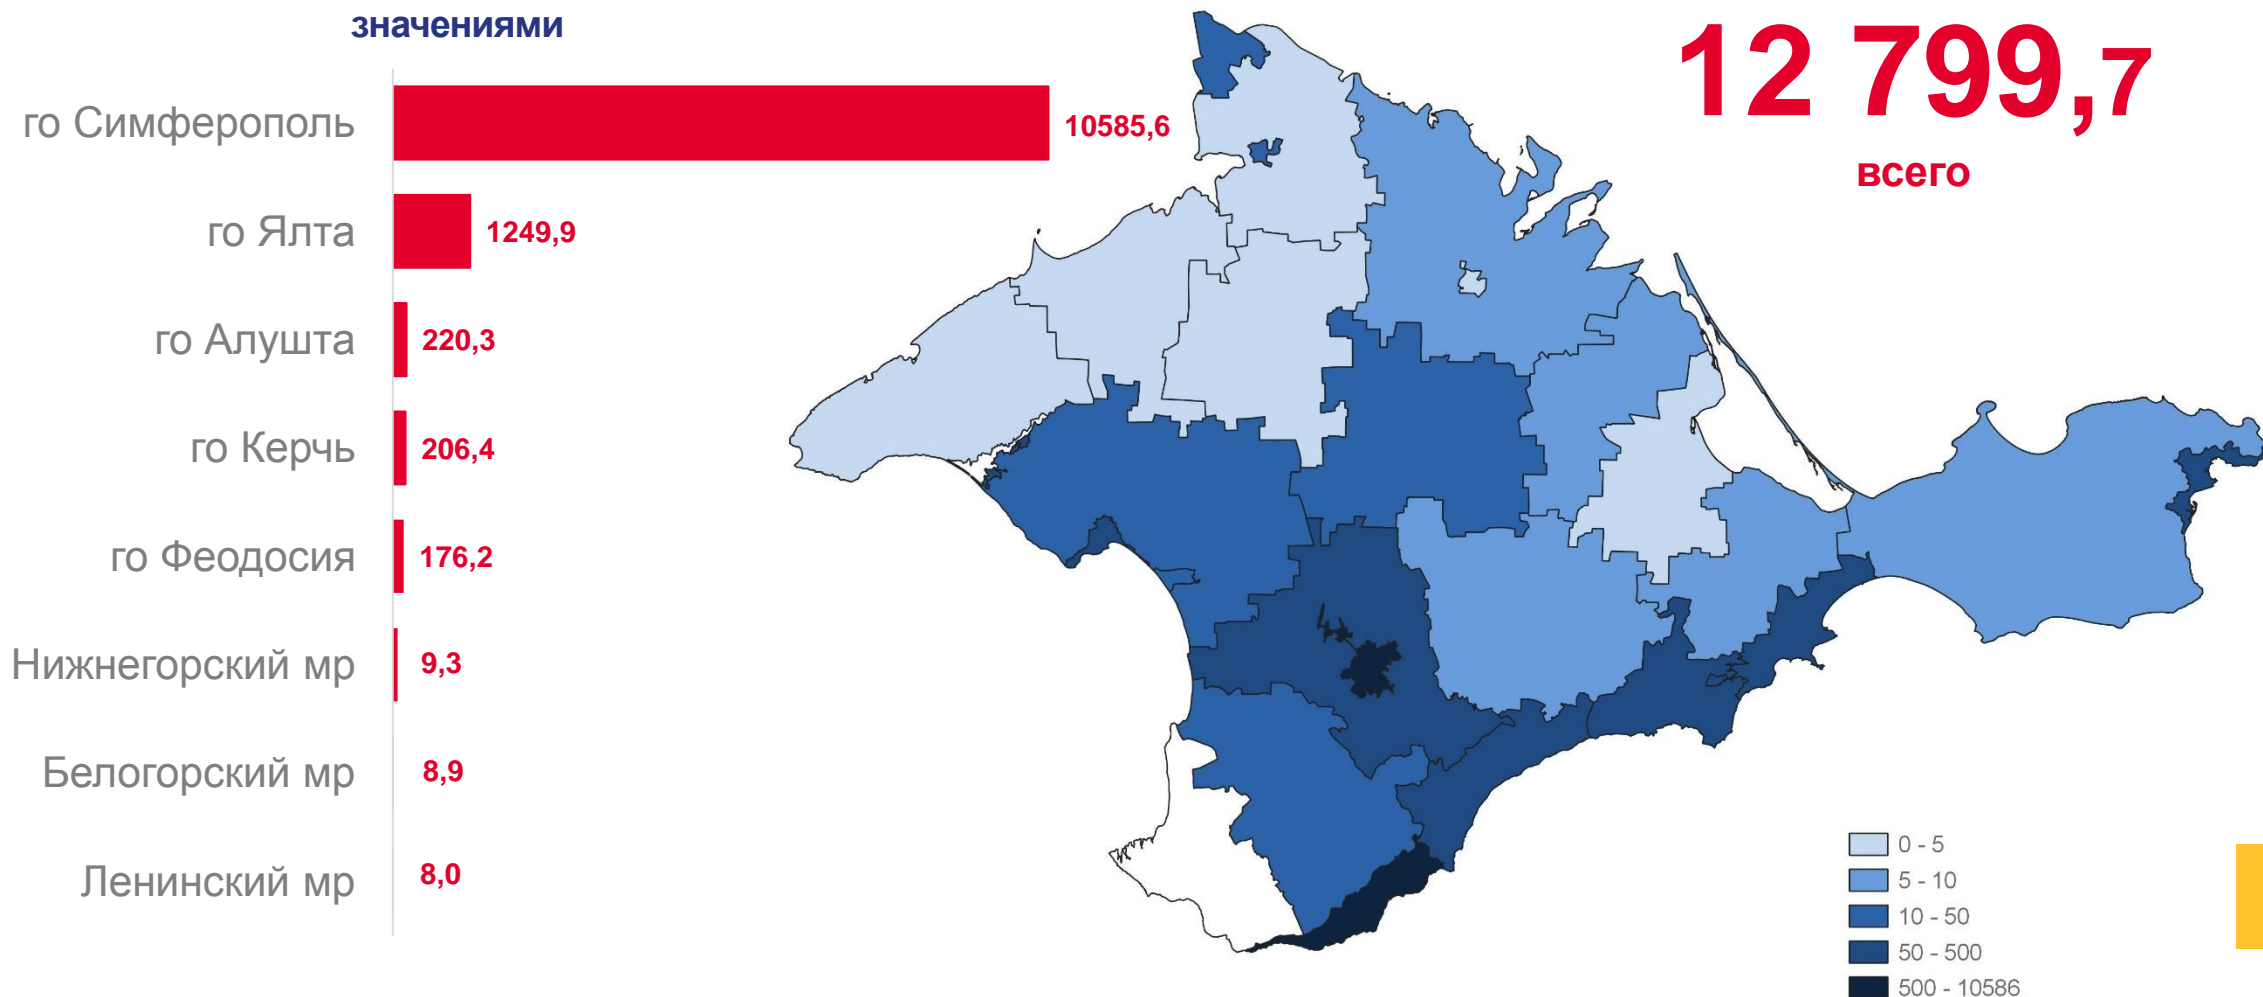 значениями
12 799,7
всего
го Симферополь
10585,6
го Ялта
1249,9
го Алушта
220,3
го Керчь
206,4
го Феодосия
176,2
Нижнегорский мр
9,3
Белогорский мр
8,9
Ленинский мр
8,0
0 - 5
5 - 10
10 - 50
50 - 500
500 - 10586